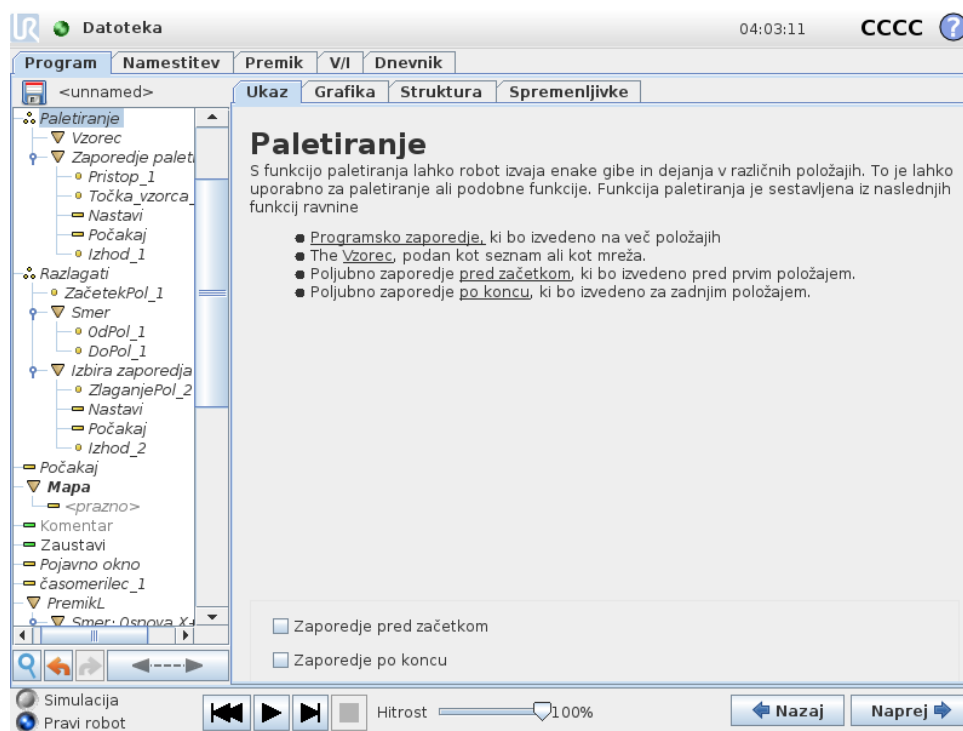 UR Datoteka 04:03:11 CCCC ?
Program Namestitev Premik V/I Dnevnik
<unnamed> Ukaz Grafika Struktura Spremenljivke
Paletiranje
Vzorec
Zaporedje paleti
Pristop_1
Točka_vzorca_
Nastavi
Počakaj
Izhod_1
Razlagati
ZačetekPol_1
Smer
OdPol_1
DoPol_1
Izbira zaporedja
ZlaganjePol_2
Nastavi
Počakaj
Izhod_2
Počakaj
Mapa
<prazno>
Komentar
Zaustavi
Pojavno okno
časomerilec_1
PremikL
Smer: Osnova X+
Paletiranje
S funkcijo paletiranja lahko robot izvaja enake gibe in dejanja v različnih položajih. To je lahko
uporabno za paletiranje ali podobne funkcije. Funkcija paletiranja je sestavljena iz naslednjih
funkcij ravnine
Programsko zaporedje, ki bo izvedeno na več položajih
The Vzorec, podan kot seznam ali kot mreža.
Poljubno zaporedje pred začetkom, ki bo izvedeno pred prvim položajem.
Poljubno zaporedje po koncu, ki bo izvedeno za zadnjim položajem.
Zaporedje pred začetkom
Zaporedje po koncu
Simulacija
Pravi robot
Hitrost 100%
Nazaj Naprej